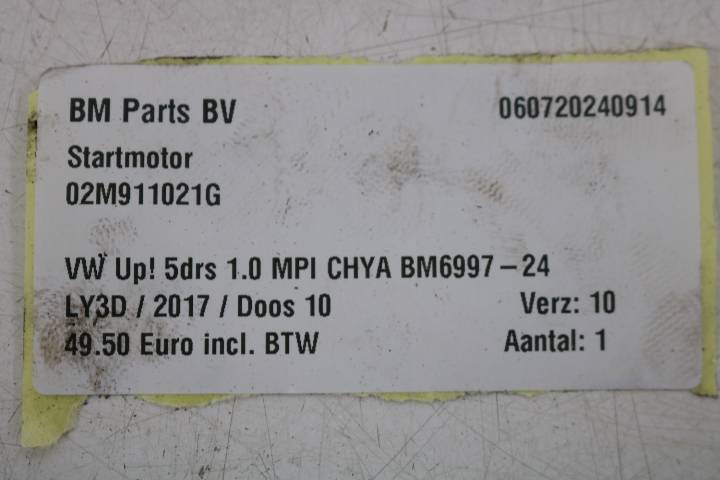 BM Parts BV 060720240914
Startmotor
02M911021G
VW Up! 5drs 1.0 MPI CHYA BM6997-24
LY3D / 2017 / Doos 10 Verz: 10
49.50 Euro incl. BTW Aantal: 1